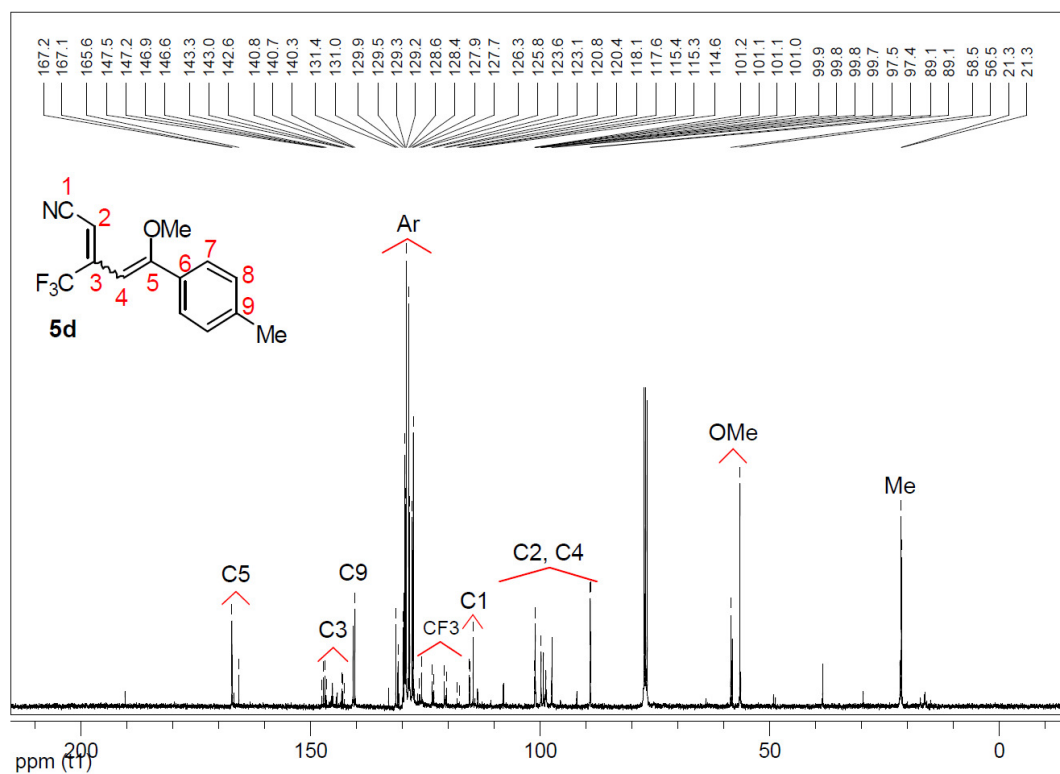 167.2 167.1 165.6 147.5 147.2 146.9 146.6 143.3 143.0 142.6 140.8 140.7 140.3 131.4 131.0 129.9 129.5 129.3 129.2 128.6 128.4 127.9 127.7 126.3 125.8 123.6 123.1 120.8 120.4 118.1 117.6 115.4 115.3 114.6 101.2 101.1 101.1 101.0 99.9 99.8 99.8 99.7 97.5 97.4 89.1 89.1 58.5 56.5 21.3 21.3
1
NC 2 OMe 7
Ar
6 8
F3C 3 4 5 9
5d Me
OMe
Me
C2, C4
C5 C9 C1
C3 CF3
200 150 100 50 0
ppm (t1)